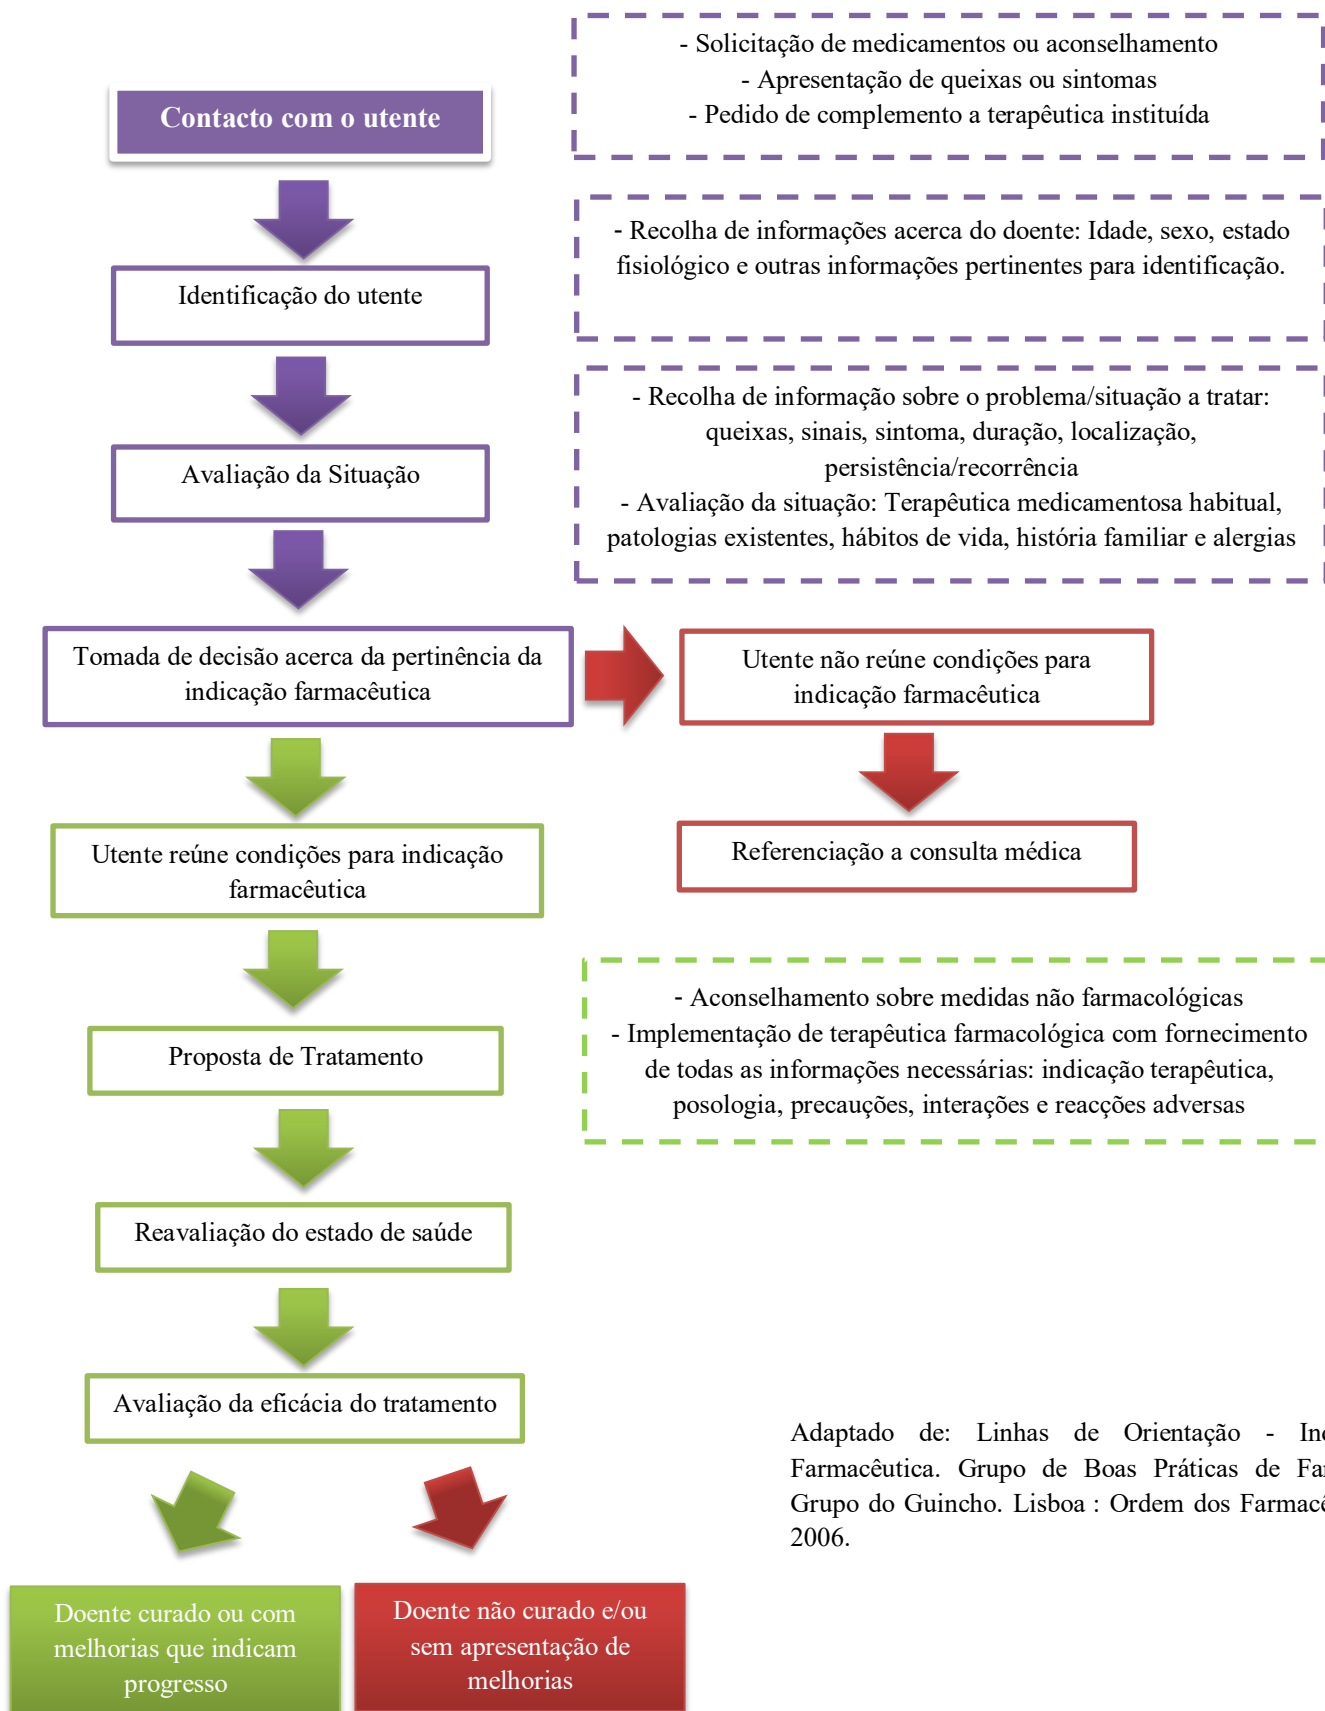 - Solicitação de medicamentos ou aconselhamento
- Apresentação de queixas ou sintomas
- Pedido de complemento a terapêutica instituída
Contacto com o utente
- Recolha de informações acerca do doente: Idade, sexo, estado
fisiológico e outras informações pertinentes para identificação.
Identificação do utente
- Recolha de informação sobre o problema/situação a tratar:
queixas, sinais, sintoma, duração, localização,
persistência/recorrência
- Avaliação da situação: Terapêutica medicamentosa habitual,
patologias existentes, hábitos de vida, história familiar e alergias
Avaliação da Situação
Tomada de decisão acerca da pertinência da
indicação farmacêutica
Utente não reúne condições para
indicação farmacêutica
Utente reúne condições para indicação
farmacêutica
Referenciação a consulta médica
- Aconselhamento sobre medidas não farmacológicas
- Implementação de terapêutica farmacológica com fornecimento
de todas as informações necessárias: indicação terapêutica,
posologia, precauções, interações e reacções adversas
Proposta de Tratamento
Reavaliação do estado de saúde
Avaliação da eficácia do tratamento
Adaptado de: Linhas de Orientação -
Farmacêutica. Grupo de Boas Práticas de
Grupo do Guincho. Lisboa : Ordem dos
2006.
Doente curado ou com
melhorias que indicam
progresso
Doente não curado e/ou
sem apresentação de
melhorias